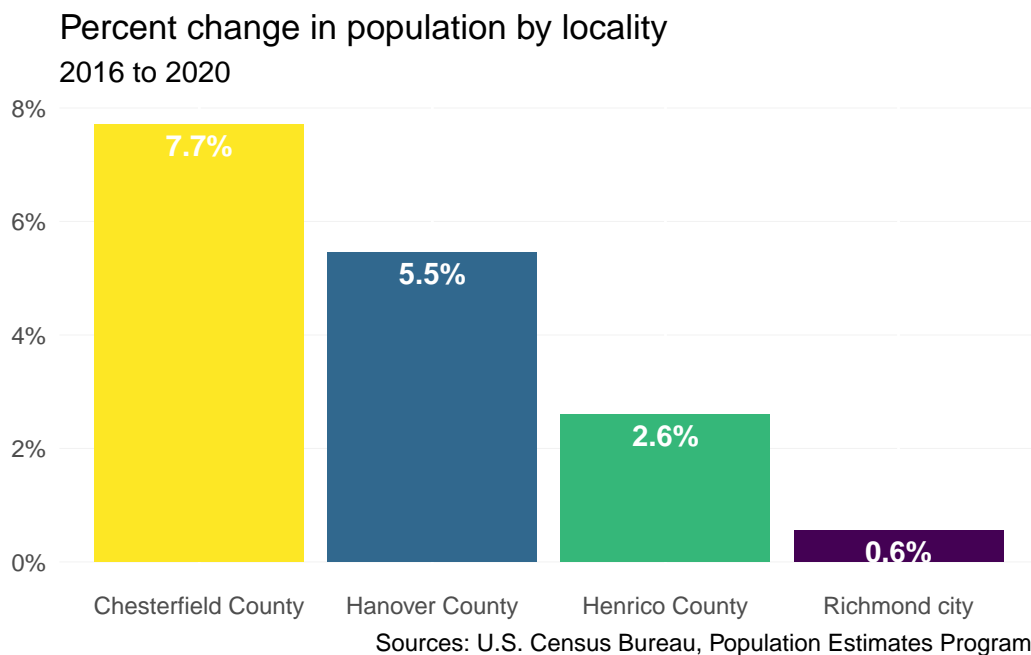 Percent change in population by locality
2016 to 2020
8%
7.7%
6%
5.5%
4%
2.6%
2%
0.6%
0%
Chesterfield County Hanover County Henrico County Richmond city
Sources: U.S. Census Bureau, Population Estimates Program